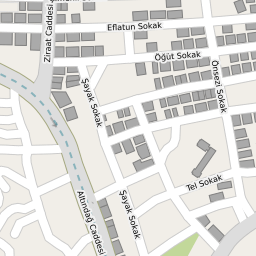 Eflatun Sokak
Ziraat Caddesi
Öğüt Sokak
Önsezi Sokak
Şayak Sokak
Tel Sokak
Şayak Sokak
Altındağ Caddesi